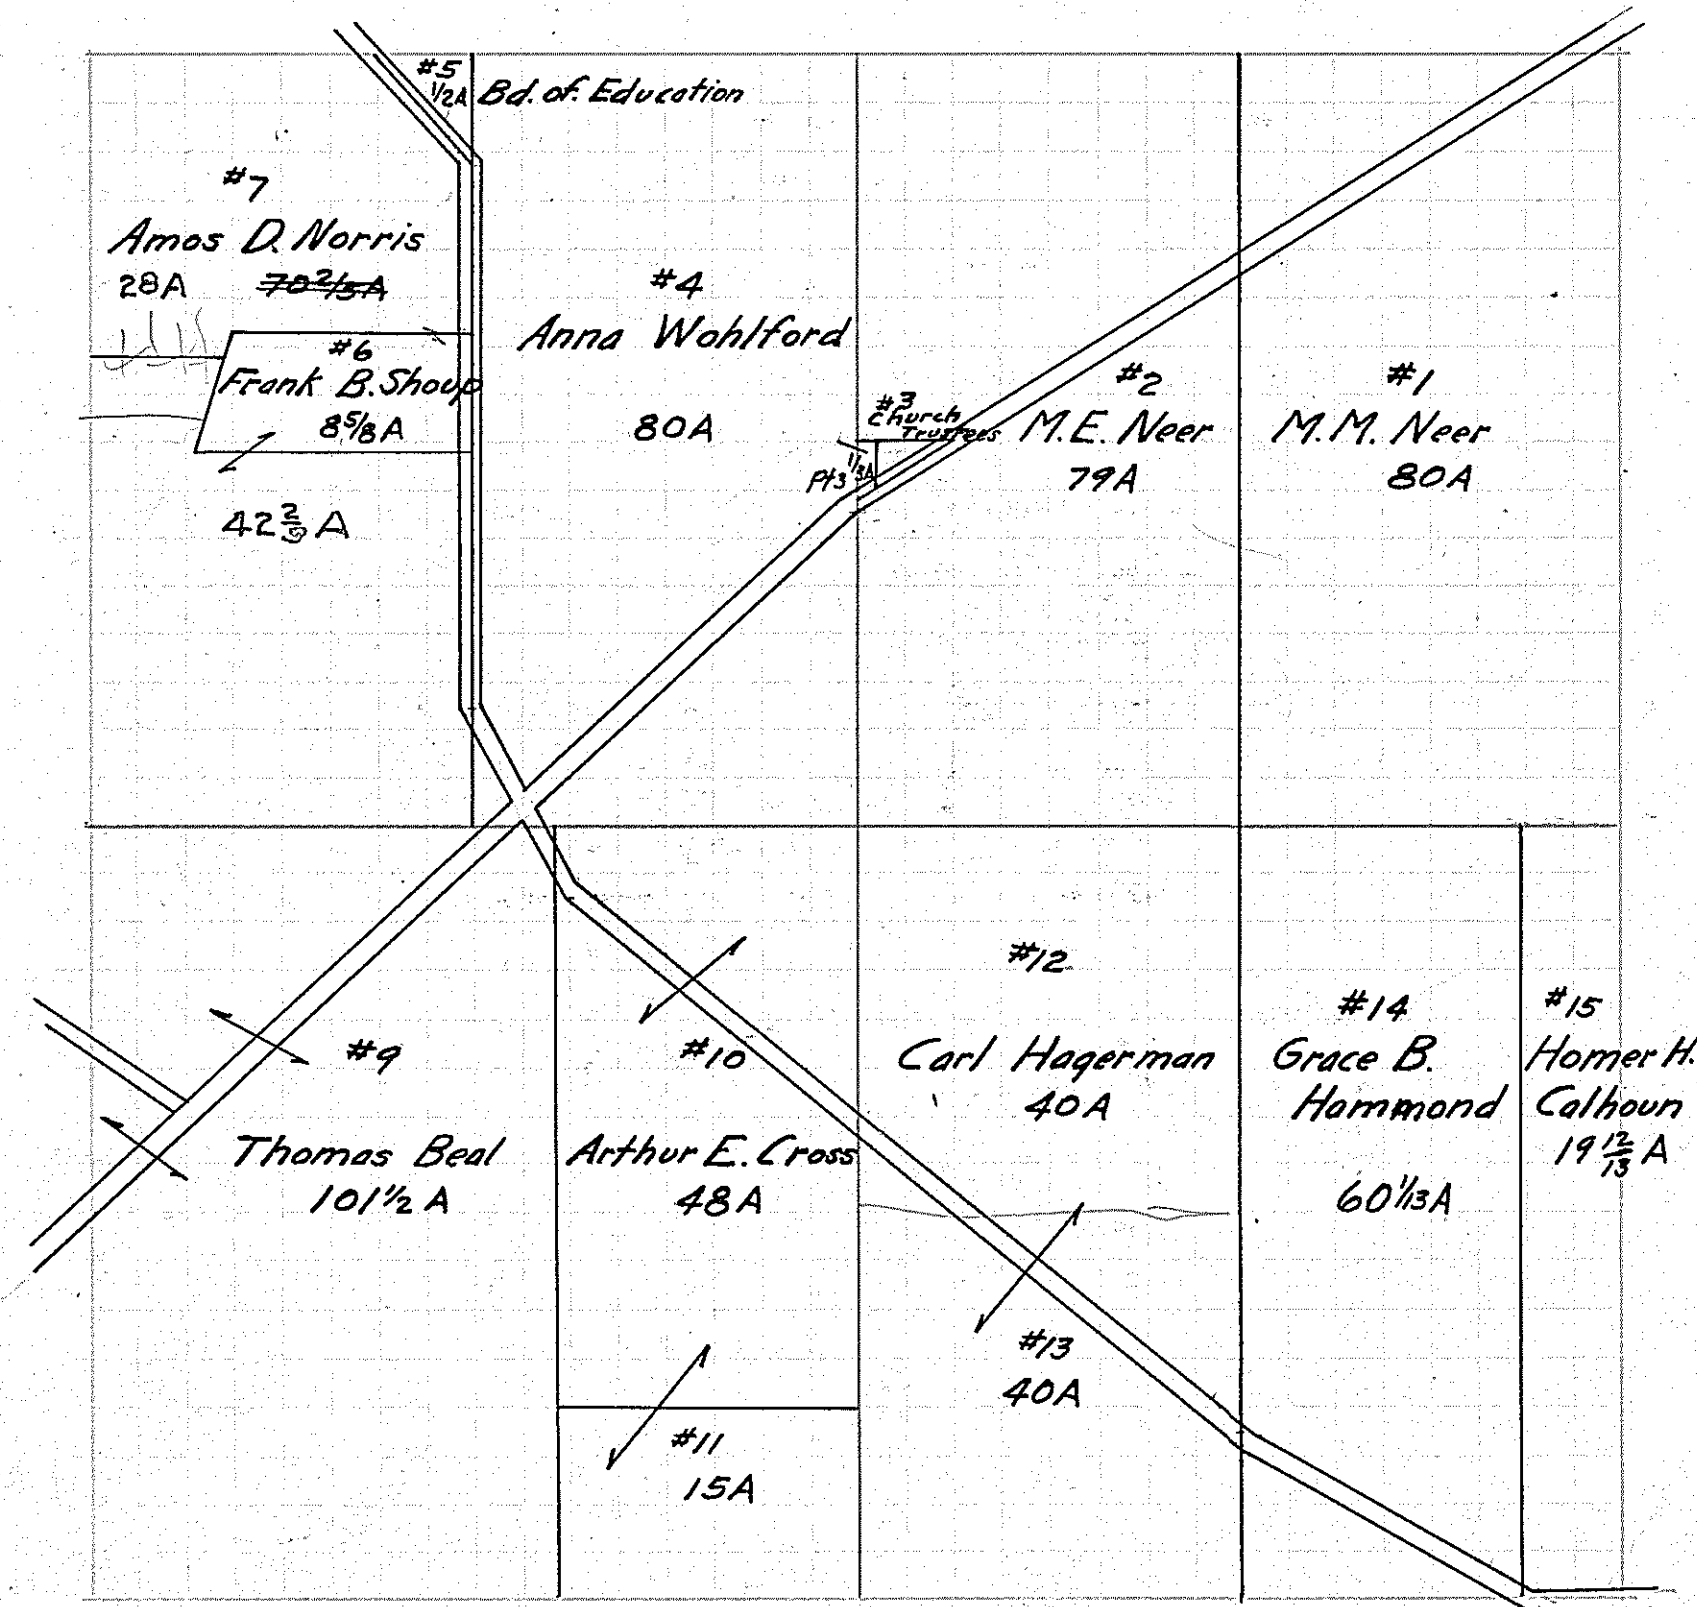 #5
1/2A Bd. of. Education
#7
Amos D. Norris
28A 70 2/3A
#6
Frank B. Shoup
8 5/8A
42 2/3 A
#4
Anna Wohlford
80A
#3
Church
Trustees
1/3A
Pt3
#2
M.E. Neer
79A
#1
M.M. Neer
80A
#9
Thomas Beal
101 1/2 A
#10
Arthur E. Cross
48A
#11
15A
#12
Carl Hagerman
40A
#13
40A
#14
Grace B.
Hammond
60 1/13A
#15
Homer H.
Calhoun
19 12/13 A